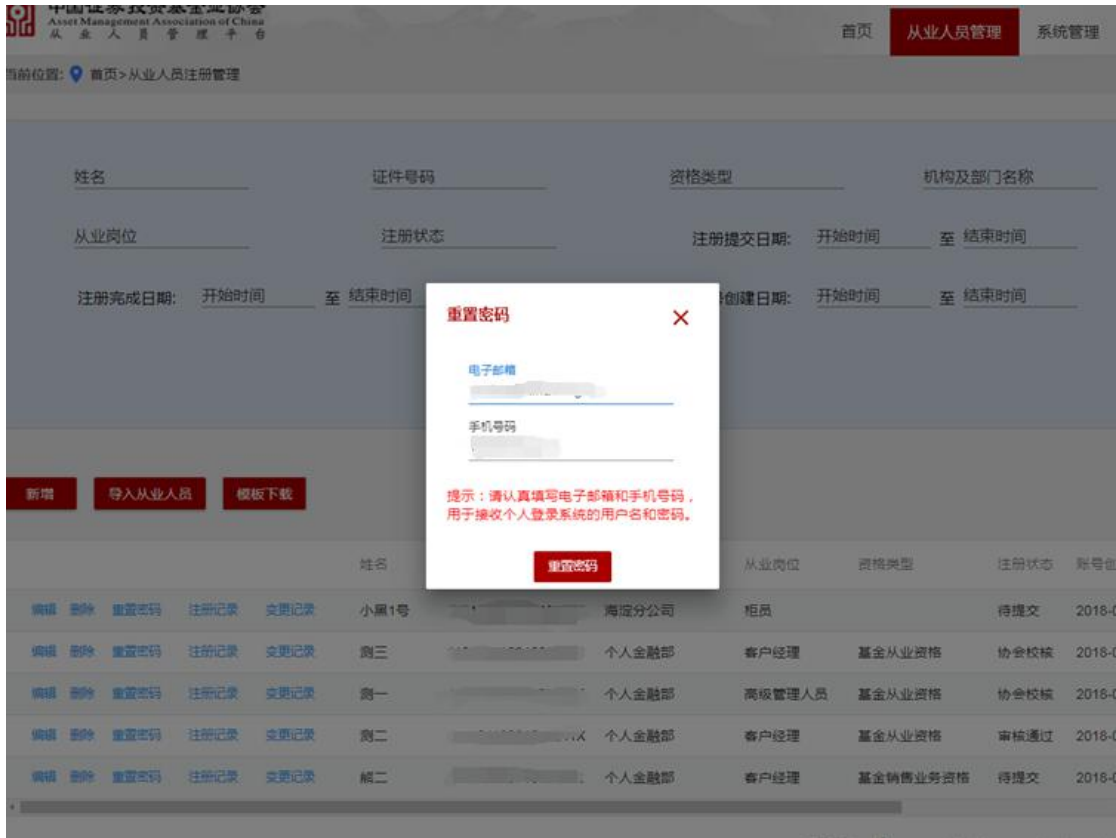 中国证券投资基金业协会
Asset Management Association of China
从业人员管理平台
首页
从业人员管理
系统管理
当前位置: 首页>从业人员注册管理
姓名
证件号码
资格类型
机构及部门名称
从业岗位
注册状态
注册提交日期: 开始时间 至 结束时间
注册完成日期: 开始时间 至 结束时间
创建日期: 开始时间 至 结束时间
重置密码
电子邮箱
手机号码
提示:请认真填写电子邮箱和手机号码,
用于接收个人登录系统的用户名和密码。
重置密码
新增
导入从业人员
模板下载
姓名 从业岗位 资格类型 注册状态 账号创
编辑 删除 重置密码 注册记录 变更记录 小黑1号 海淀分公司 柜员 待提交 2018-0
编辑 删除 重置密码 注册记录 变更记录 测三 个人金融部 客户经理 基金从业资格 协会校核 2018-0
编辑 删除 重置密码 注册记录 变更记录 测一 个人金融部 高级管理人员 基金从业资格 协会校核 2018-0
编辑 删除 重置密码 注册记录 变更记录 测二 个人金融部 客户经理 基金从业资格 审核通过 2018-0
编辑 删除 重置密码 注册记录 变更记录 熊二 个人金融部 客户经理 基金销售业务资格 待提交 2018-0